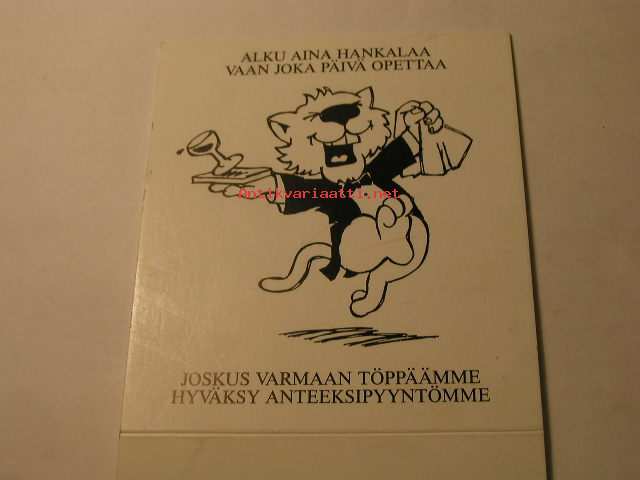 ALKU AINA HANKALAA
VAAN JOKA PÄIVÄ OPETTAA
Antikvariaatti.net
JOSKUS VARMAAN TÖPPÄÄMME
HYVÄKSY ANTEEKSIPYYNTÖMME